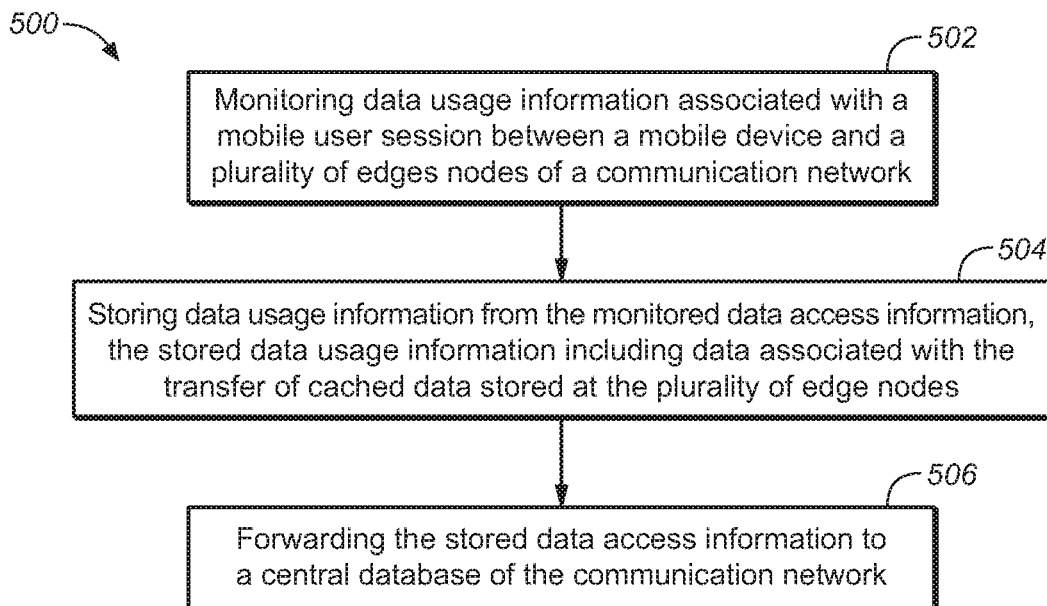 500
502
Monitoring data usage information associated with a
mobile user session between a mobile device and a
plurality of edges nodes of a communication network
504
Storing data usage information from the monitored data access information,
the stored data usage information including data associated with the
transfer of cached data stored at the plurality of edge nodes
506
Forwarding the stored data access information to
a central database of the communication network